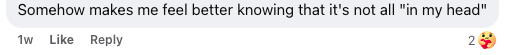 Somehow makes me feel better knowing that it's not all "in my head"
1w Like Reply 2